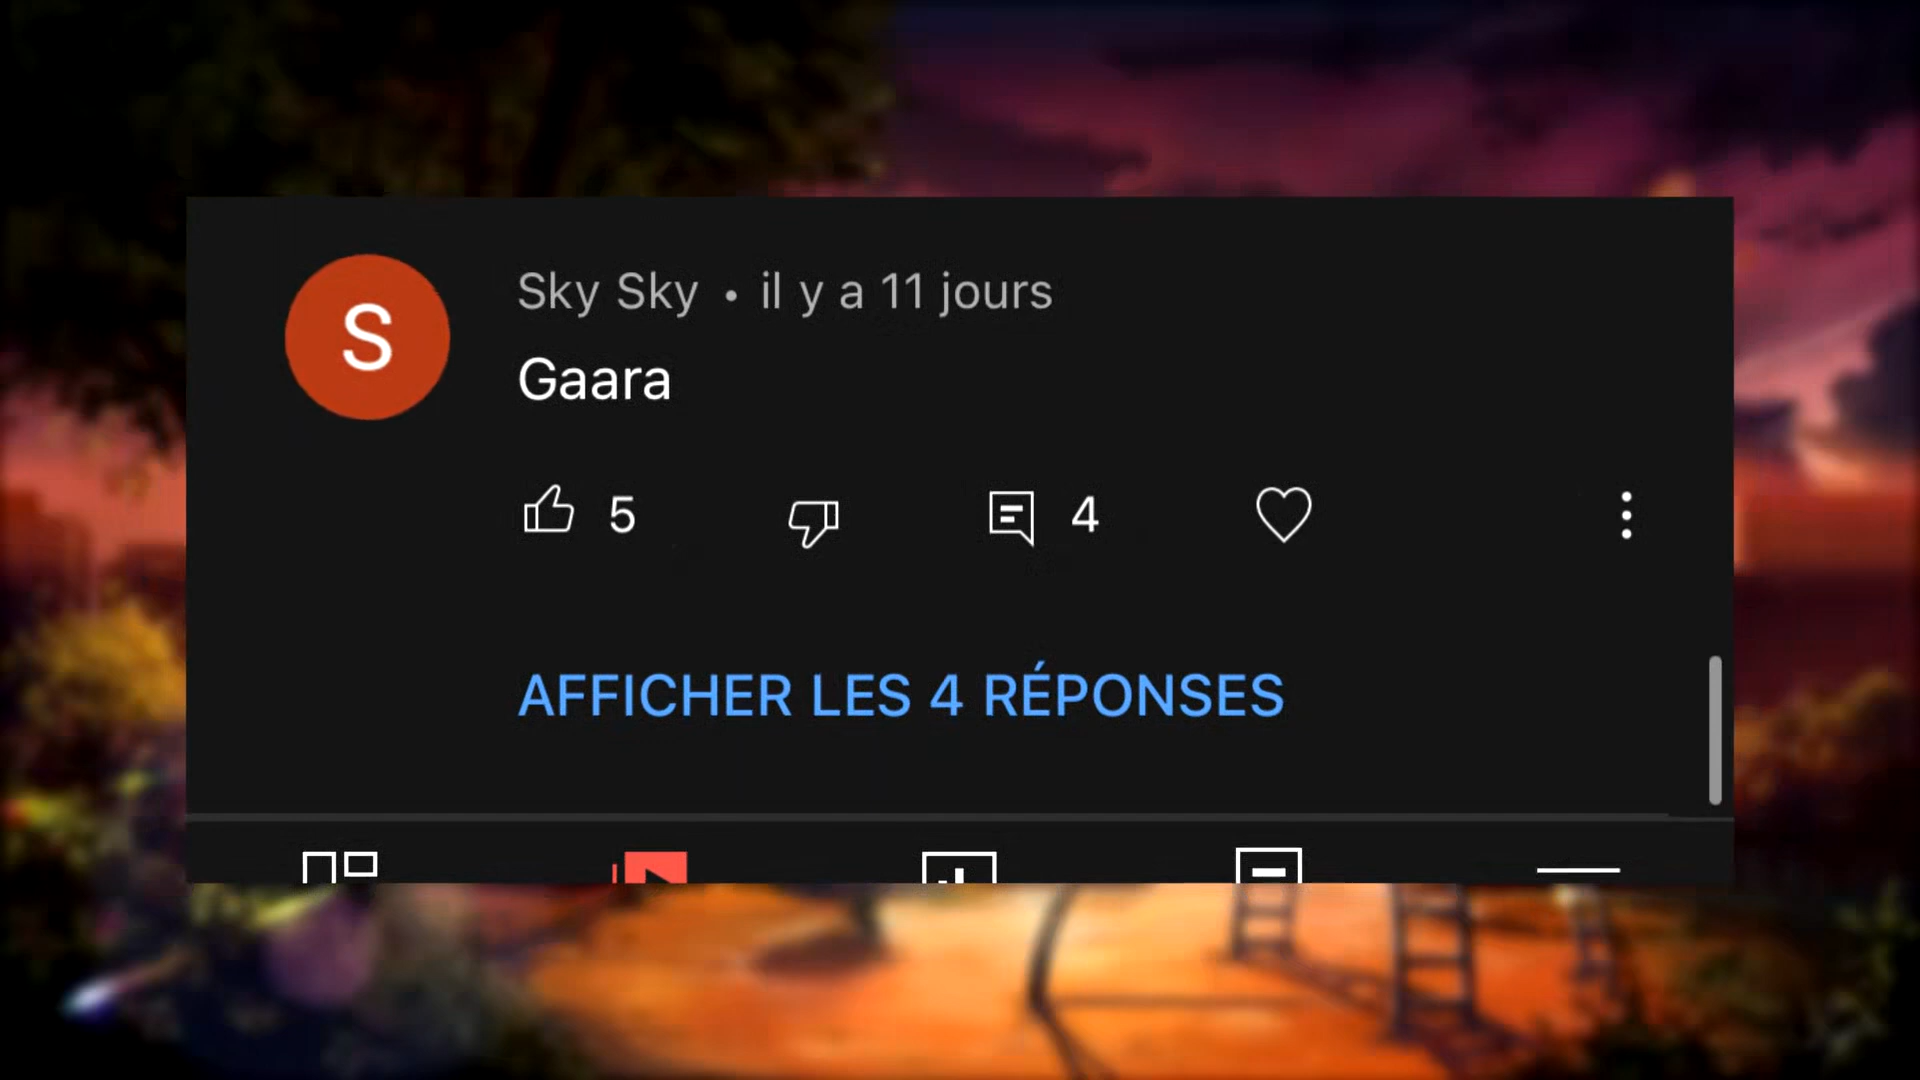 S
Sky Sky • il y a 11 jours
Gaara
5
4
AFFICHER LES 4 RÉPONSES